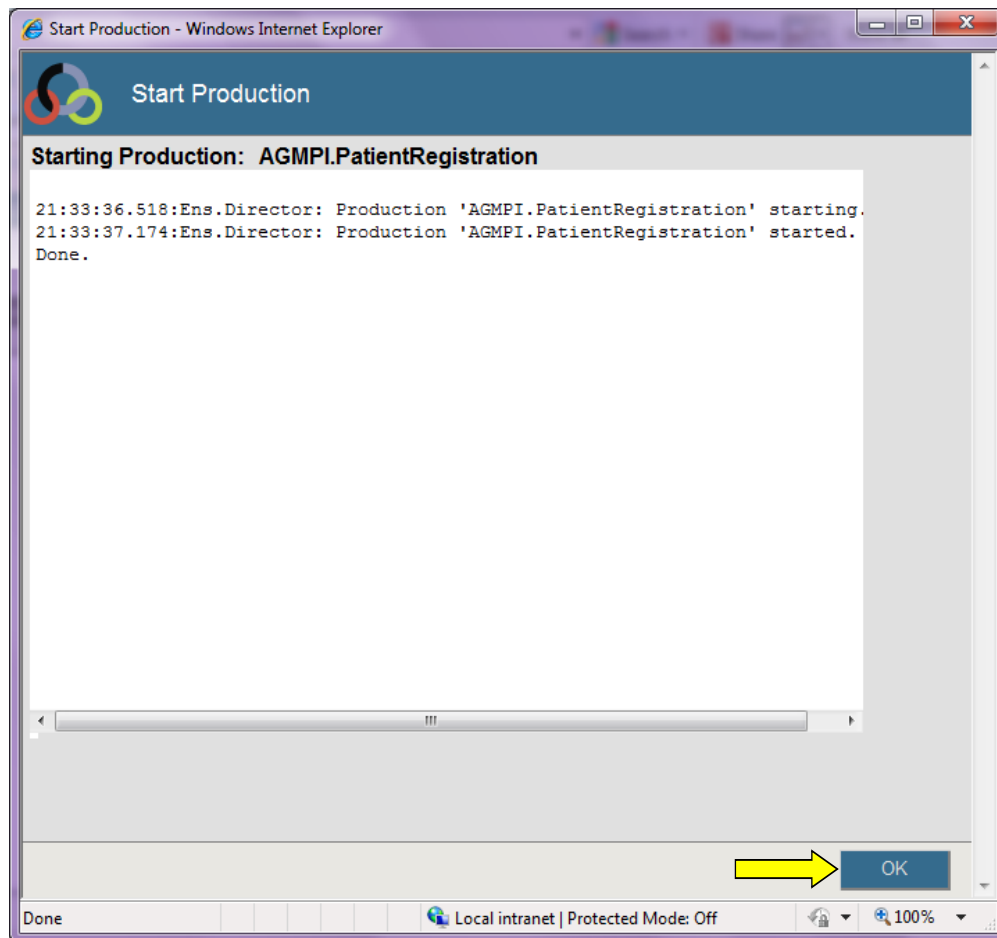 Start Production - Windows Internet Explorer
Start Production
Starting Production: AGMPI.PatientRegistration
21:33:36.518:Ens.Director: Production 'AGMPI.PatientRegistration' starting.
21:33:37.174:Ens.Director: Production 'AGMPI.PatientRegistration' started.
Done.
OK
Done
Local intranet | Protected Mode: Off
100%